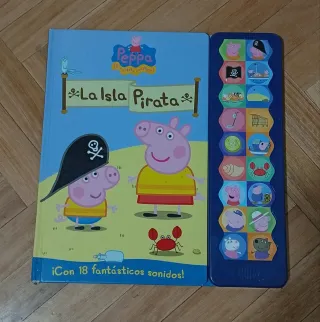 Peppa
La Isla Pirata
¡Con 18 fantásticos sonidos!